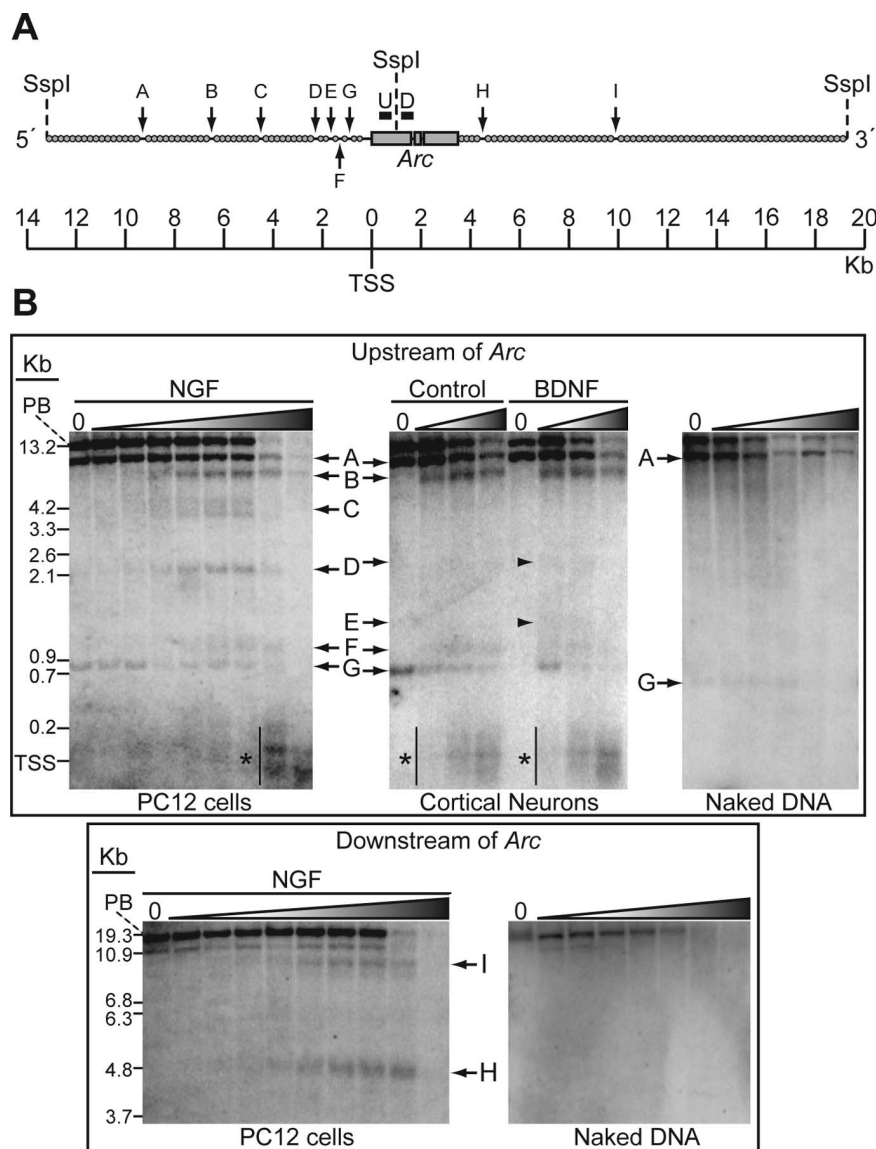 A
SspI SspI SspI
A B C D E G U D H I
5´ 3´
Arc
F
14 12 10 8 6 4 2 0 2 4 6 8 10 12 14 16 18 20
TSS Kb
B
Upstream of Arc
Kb NGF Control BDNF
PB 0 0 0 0
13.2
A A
B
4.2 C
3.3
2.6
D
2.1
E
F
0.9
G G
0.7
0.2
* * *
TSS
PC12 cells Cortical Neurons Naked DNA
Downstream of Arc
Kb NGF
PB 0 0
19.3
10.9
I
6.8
6.3
4.8 H
3.7
PC12 cells Naked DNA